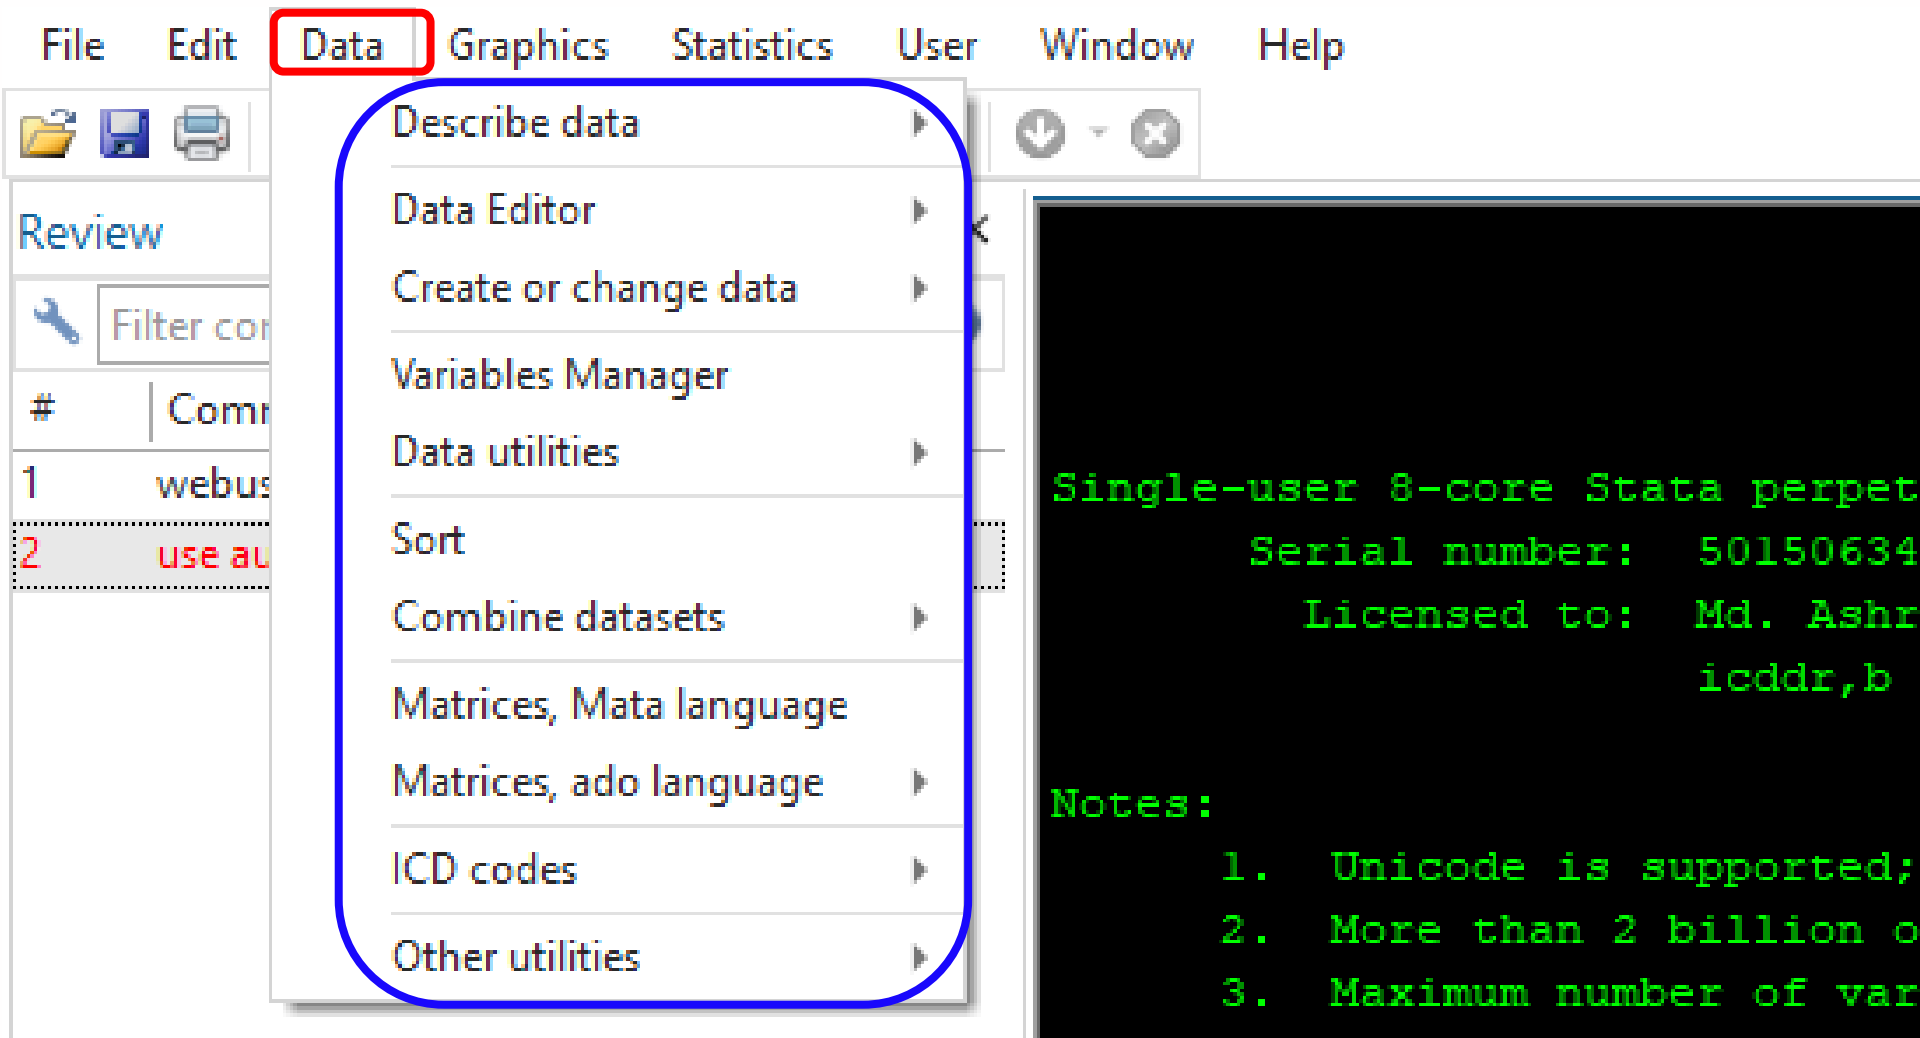 File Edit Data Graphics Statistics User Window Help
Describe data
Data Editor
Create or change data
Variables Manager
Data utilities
Sort
Combine datasets
Matrices, Mata language
Matrices, ado language
ICD codes
Other utilities
Review
Filter
#
1
2 use
Single-user 8-core Stata
Serial number: 50150634
Licensed to: Md.
icddr,b
Notes:
1. Unicode is supported;
2. More than 2 billion
3. Maximum number of